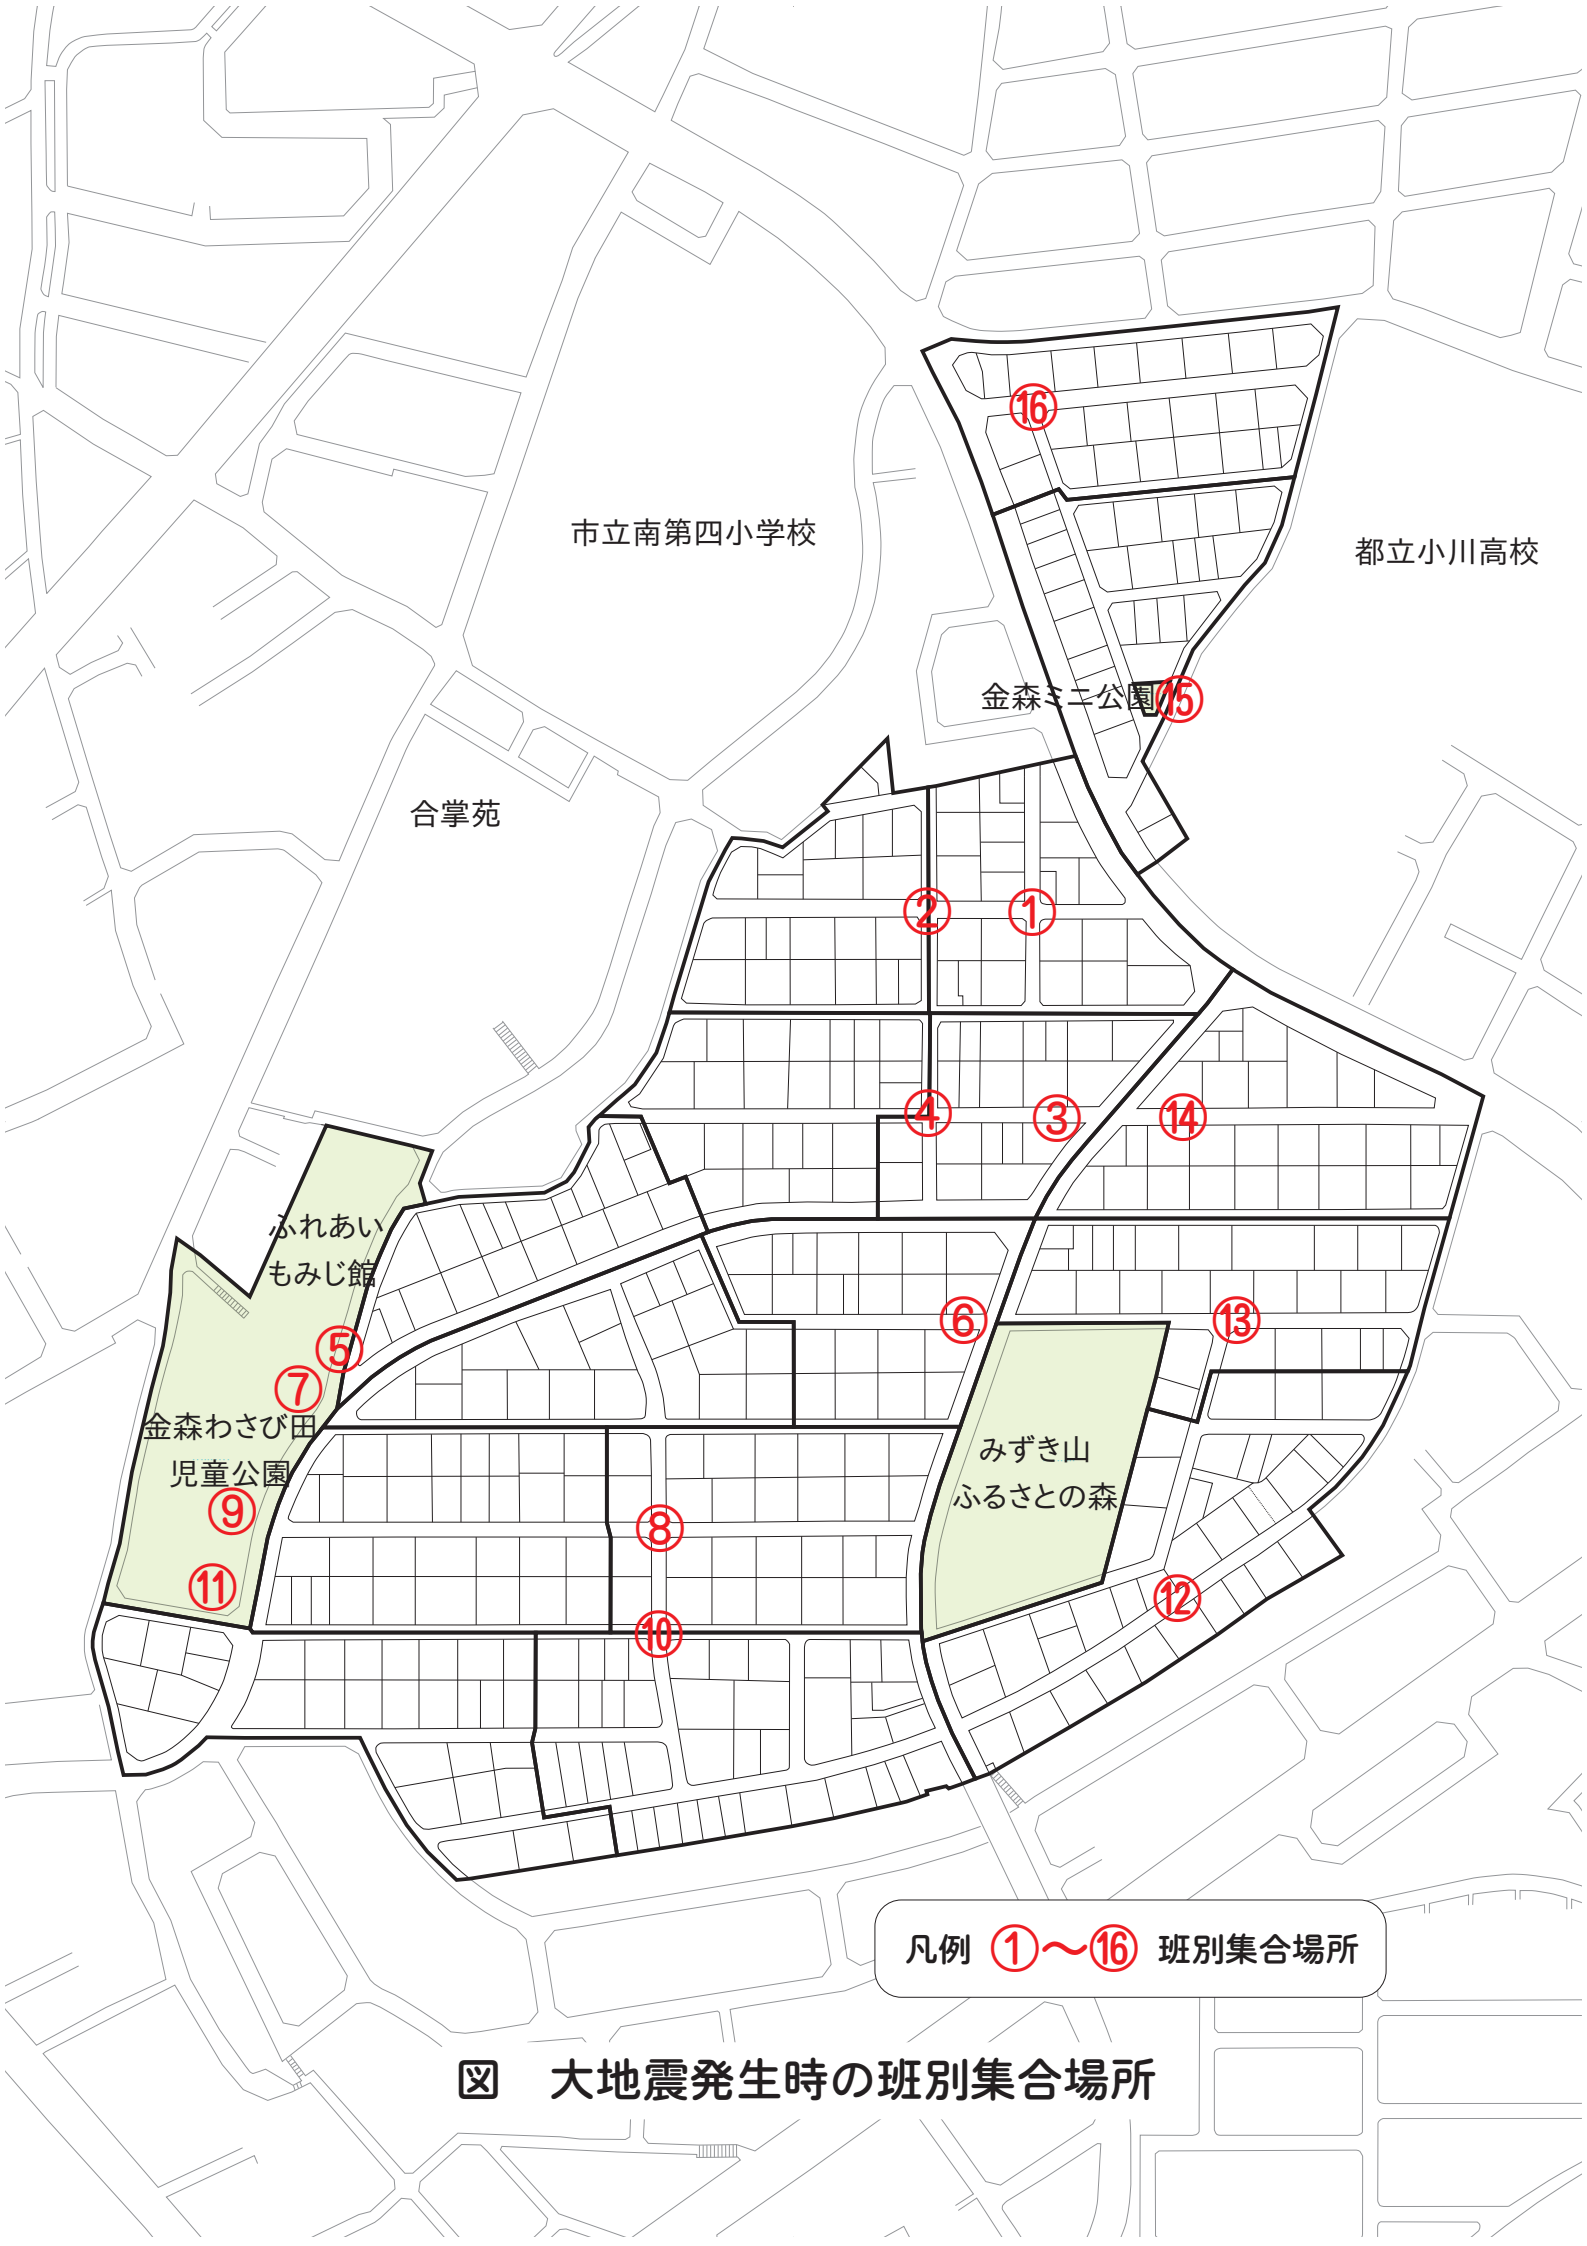 ⑯
市立南第四小学校
都立小川高校
金森ミニ公園
⑮
合掌苑
②
①
④
③
⑭
ふれあい
もみじ館
⑤
⑥
⑬
⑦
金森わさび田
児童公園
みずき山
ふるさとの森
⑨
⑧
⑪
⑫
⑩
凡例 ①～⑯ 班別集合場所
図 大地震発生時の班別集合場所